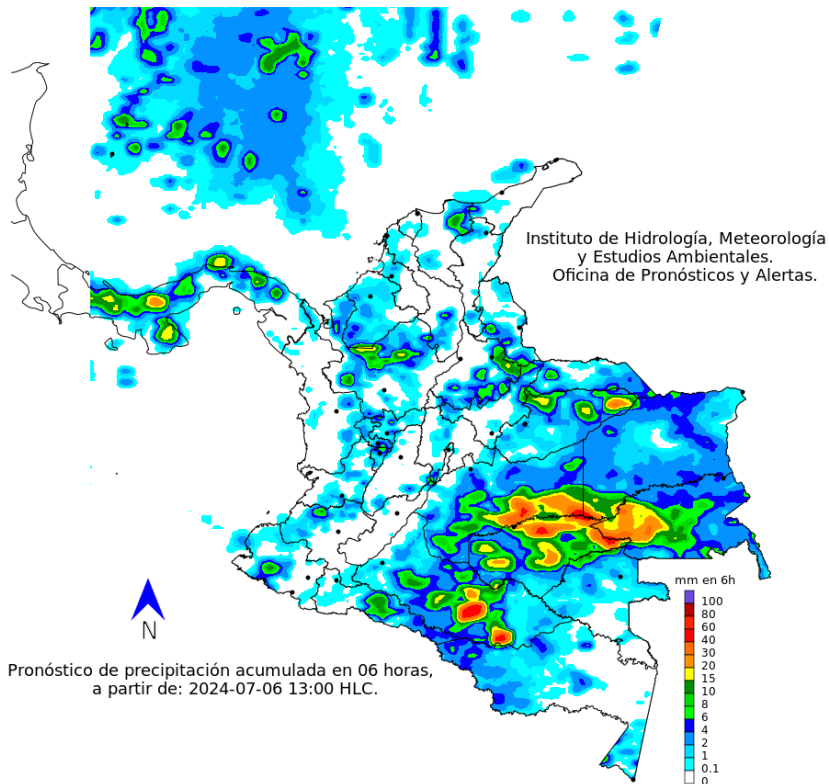 Instituto de Hidrología, Meteorología
y Estudios Ambientales.
Oficina de Pronósticos y Alertas.
N
mm en 6h
100
80
60
40
30
20
15
10
8
6
4
2
1
0.1
0
Pronóstico de precipitación acumulada en 06 horas,
a partir de: 2024-07-06 13:00 HLC.